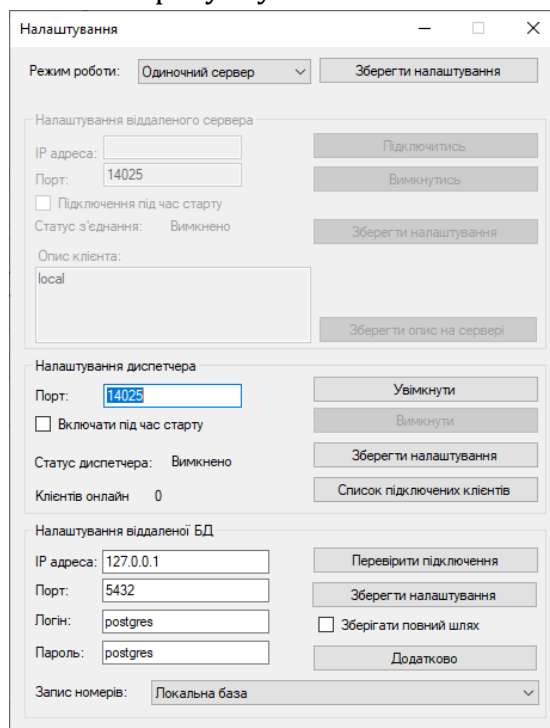 Налаштування
Режим роботи: Одиночний сервер Зберегти налаштування
Налаштування віддаленого сервера
IP адреса: Підключитись
Порт: 14025 Вимкнутись
Підключення під час старту
Статус з'єднання: Вимкнено Зберегти налаштування
Опис клієнта:
local
Зберегти опис на сервері
Налаштування диспетчера
Порт: 14025 Увімкнути
Включати під час старту Вимкнути
Статус диспетчера: Вимкнено Зберегти налаштування
Клієнтів онлайн 0 Список підключених клієнтів
Налаштування віддаленої БД
IP адреса: 127.0.0.1 Перевірити підключення
Порт: 5432 Зберегти налаштування
Логін: postgres Зберігати повний шлях
Пароль: postgres Додатково
Запис номерів: Локальна база